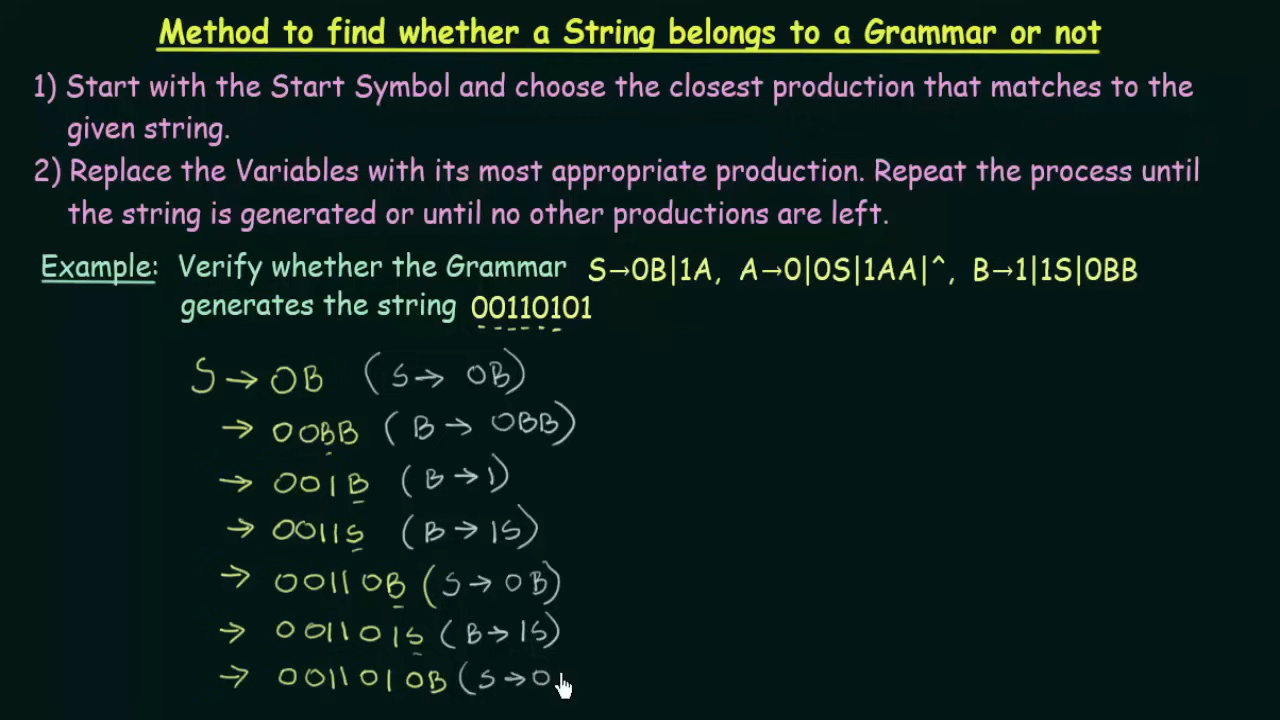 Method to find whether a String belongs to a Grammar or not
1) Start with the Start Symbol and choose the closest production that matches to the
given string.
2) Replace the Variables with its most appropriate production. Repeat the process until
the string is generated or until no other productions are left.
Example: Verify whether the Grammar S→0B|1A, A→0|0S|1AA|^, B→1|1S|0BB
generates the string 00110101
S → 0B (S → 0B)
→ 00BB (B → 0BB)
→ 001B (B → 1)
→ 0011S (B → 1S)
→ 00110B (S → 0B)
→ 001101S (B → 1S)
→ 0011010B (S → 0